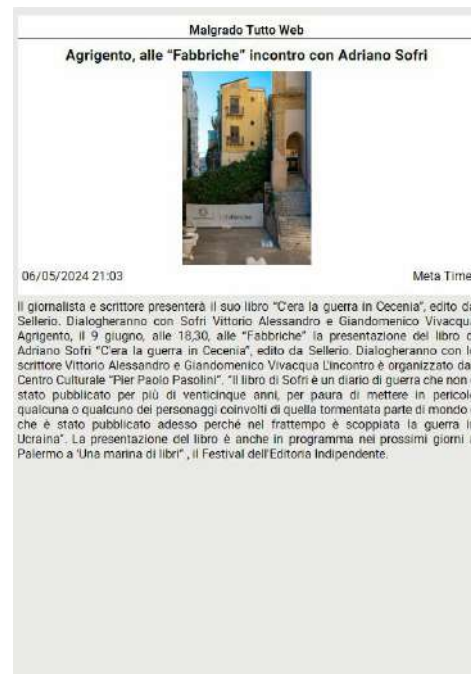 Malgrado Tutto Web
Agrigento, alle “Fabbriche” incontro con Adriano Sofri
06/05/2024 21:03
Meta Time
Il giornalista e scrittore presenterà il suo libro “C’era la guerra in Cecenia”, edito da
Sellerio. Dialogheranno con Sofri Vittorio Alessandro e Giandomenico Vivacqu
Agrigento, il 9 giugno, alle 18,30, alle “Fabbriche” la presentazione del libro d
Adriano Sofri “C’era la guerra in Cecenia”, edito da Sellerio. Dialogheranno con l
scrittore Vittorio Alessandro e Giandomenico Vivacqua L’incontro è organizzato da
Centro Culturale “Pier Paolo Pasolini”. “Il libro di Sofri è un diario di guerra che non
stato pubblicato per più di venticinque anni, per paura di mettere in pericol
qualcuna o qualcuno dei personaggi coinvolti di quella tormentata parte di mondo
che è stato pubblicato adesso perché nel frattempo è scoppiata la guerra i
Ucraina”. La presentazione del libro è anche in programma nei prossimi giorni
Palermo a ‘Una marina di libri” , il Festival dell’Editoria Indipendente.